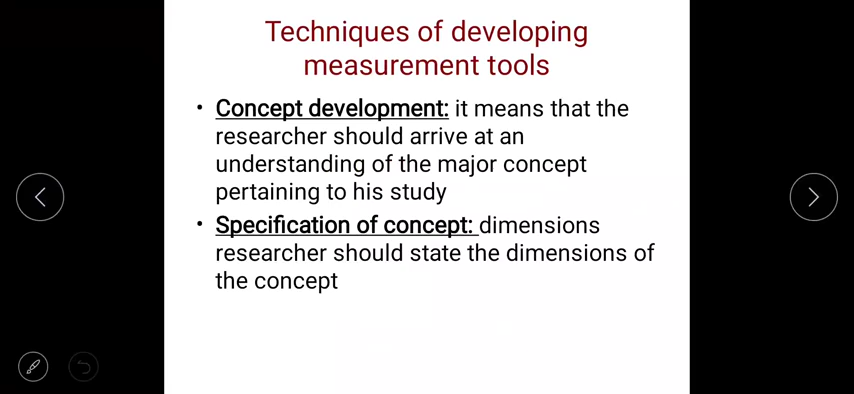 Techniques of developing
measurement tools
• Concept development: it means that the
researcher should arrive at an
understanding of the major concept
pertaining to his study
• Specification of concept: dimensions
researcher should state the dimensions of
the concept